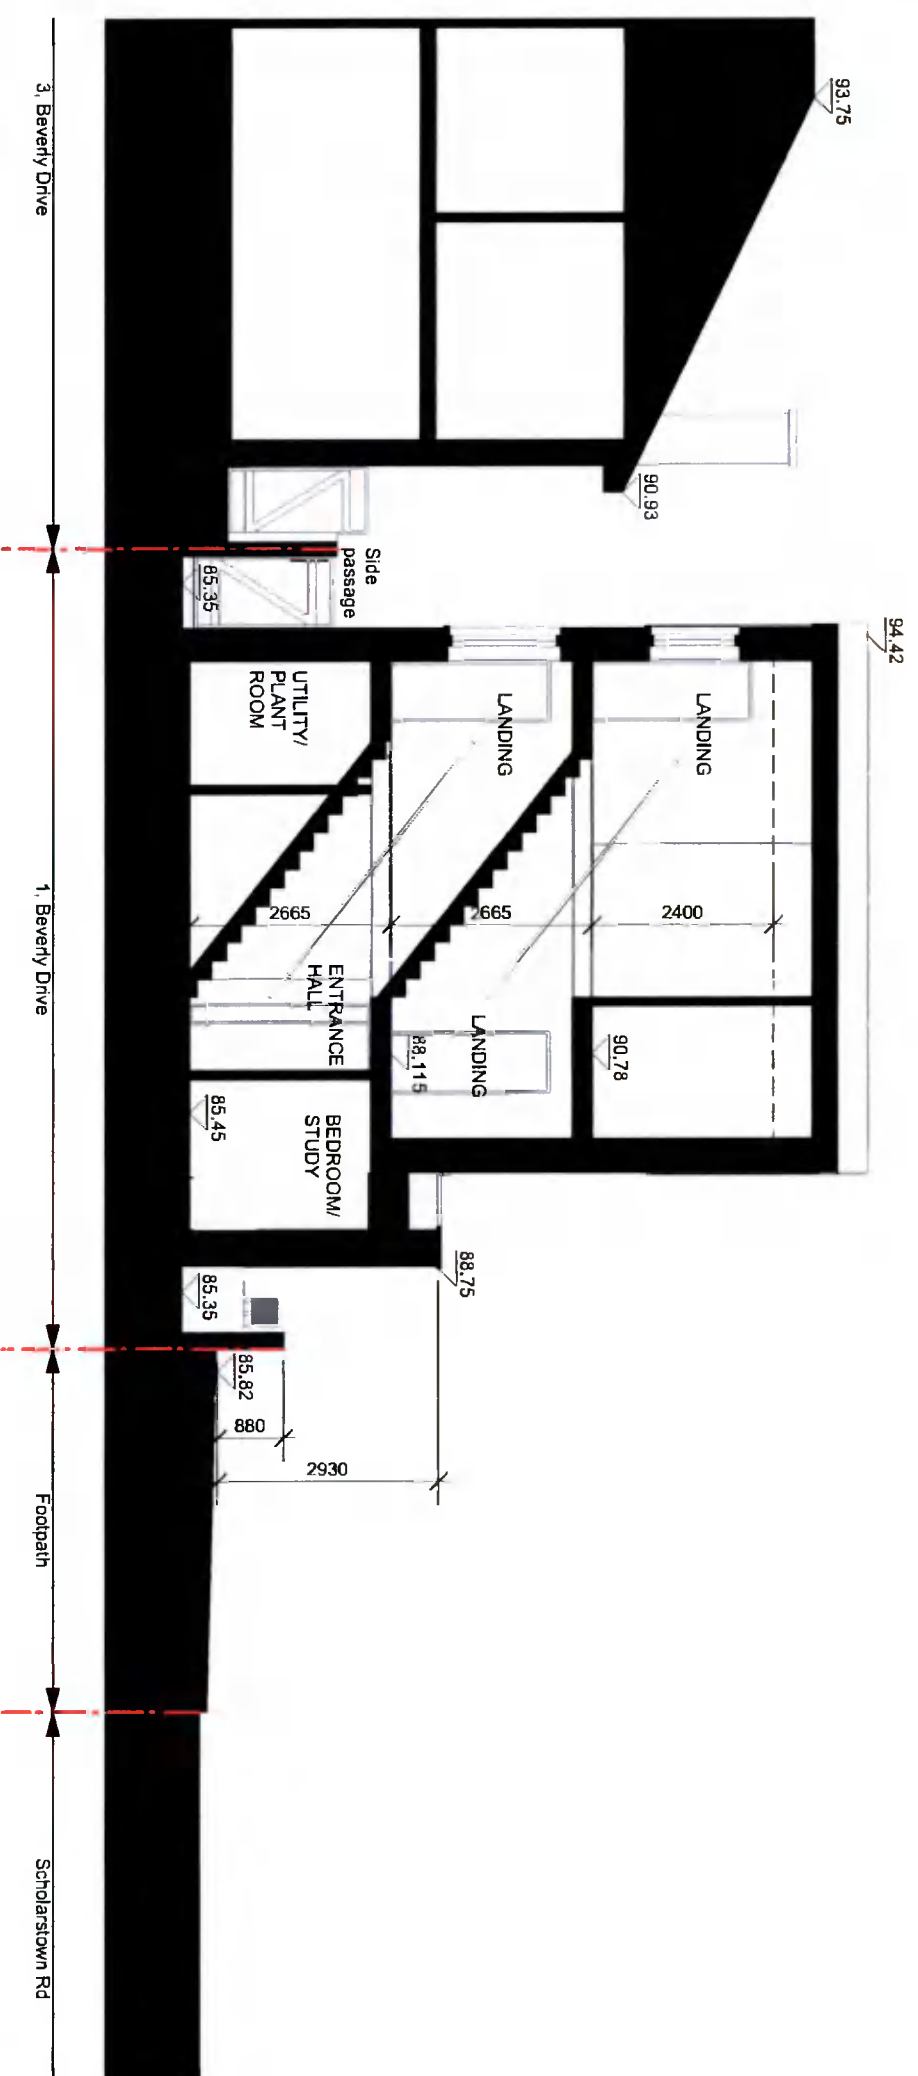 93.75
90.93
94.42
Side
passage
85.35
UTILITY/
PLANT
ROOM
LANDING
LANDING
2665
2665
2400
ENTRANCE
HALL
LANDING
88.115
90.78
85.45
BEDROOM/
STUDY
88.75
85.35
85.82
880
2930
3, Beverly Drive
1, Beverly Drive
Footpath
Scholarstown Rd